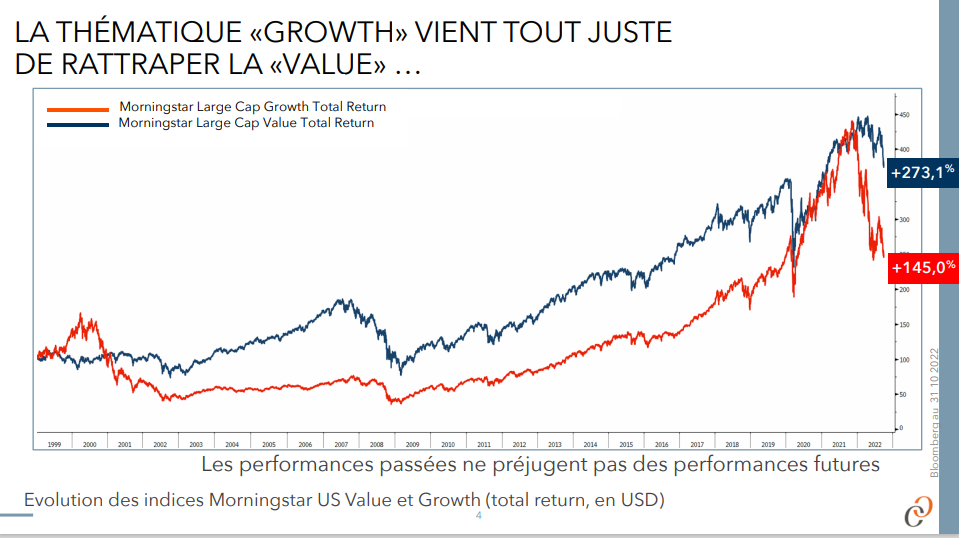 LA THÉMATIQUE «GROWTH» VIENT TOUT JUSTE
DE RATTRAPER LA «VALUE» ...
Morningstar Large Cap Growth Total Return
Morningstar Large Cap Value Total Return
450
400
+273,1%
300
+145,0%
200
150
100
50
0
1999 2000 2001 2002 2003 2004 2005 2006 2007 2008 2009 2010 2011 2012 2013 2014 2015 2016 2017 2018 2019 2020 2021 2022
Bloomberg au 31 10 2022
Les performances passées ne préjugent pas des performances futures
Evolution des indices Morningstar US Value et Growth (total return, en USD)
4